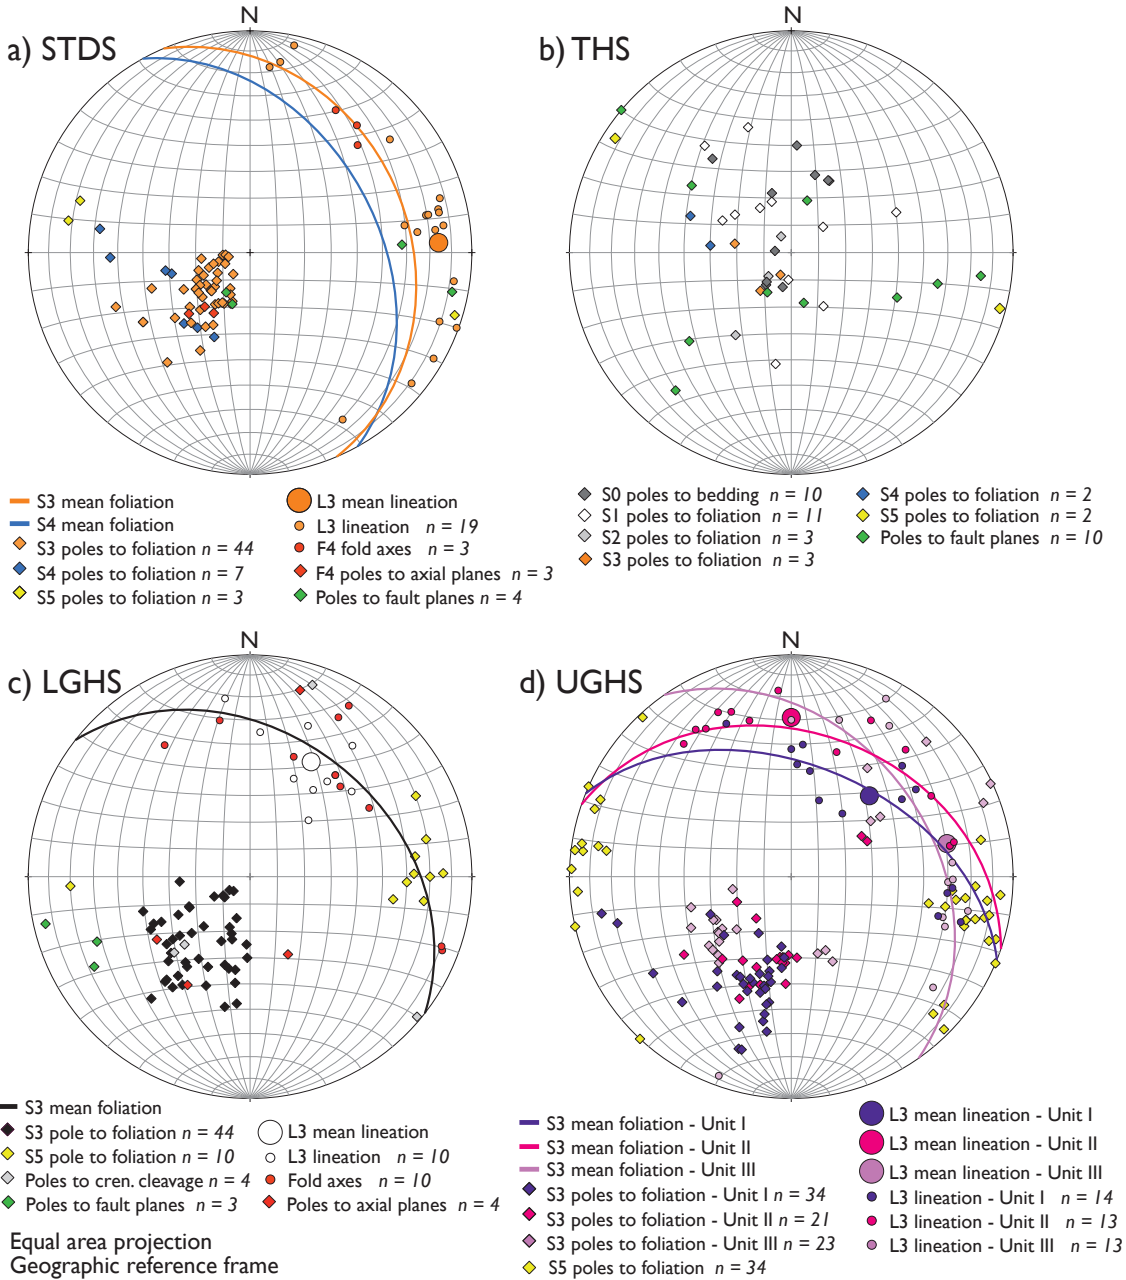 N
N
a) STDS
b) THS
S3 mean foliation
S4 mean foliation
S3 poles to foliation n = 44
S4 poles to foliation n = 7
S5 poles to foliation n = 3
L3 mean lineation
L3 lineation n = 19
F4 fold axes n = 3
F4 poles to axial planes n = 3
Poles to fault planes n = 4
S0 poles to bedding n = 10
S1 poles to foliation n = 11
S2 poles to foliation n = 3
S3 poles to foliation n = 3
S4 poles to foliation n = 2
S5 poles to foliation n = 2
Poles to fault planes n = 10
N
N
c) LGHS
d) UGHS
S3 mean foliation
S3 pole to foliation n = 44
S5 pole to foliation n = 10
Poles to cren. cleavage n = 4
Poles to fault planes n = 3
L3 mean lineation
L3 lineation n = 10
Fold axes n = 10
Poles to axial planes n = 4
S3 mean foliation - Unit I
S3 mean foliation - Unit II
S3 mean foliation - Unit III
S3 poles to foliation - Unit I n = 34
S3 poles to foliation - Unit II n = 21
S3 poles to foliation - Unit III n = 23
S5 poles to foliation n = 34
L3 mean lineation - Unit I
L3 mean lineation - Unit II
L3 mean lineation - Unit III
L3 lineation - Unit I n = 14
L3 lineation - Unit II n = 13
L3 lineation - Unit III n = 13
Equal area projection
Geographic reference frame